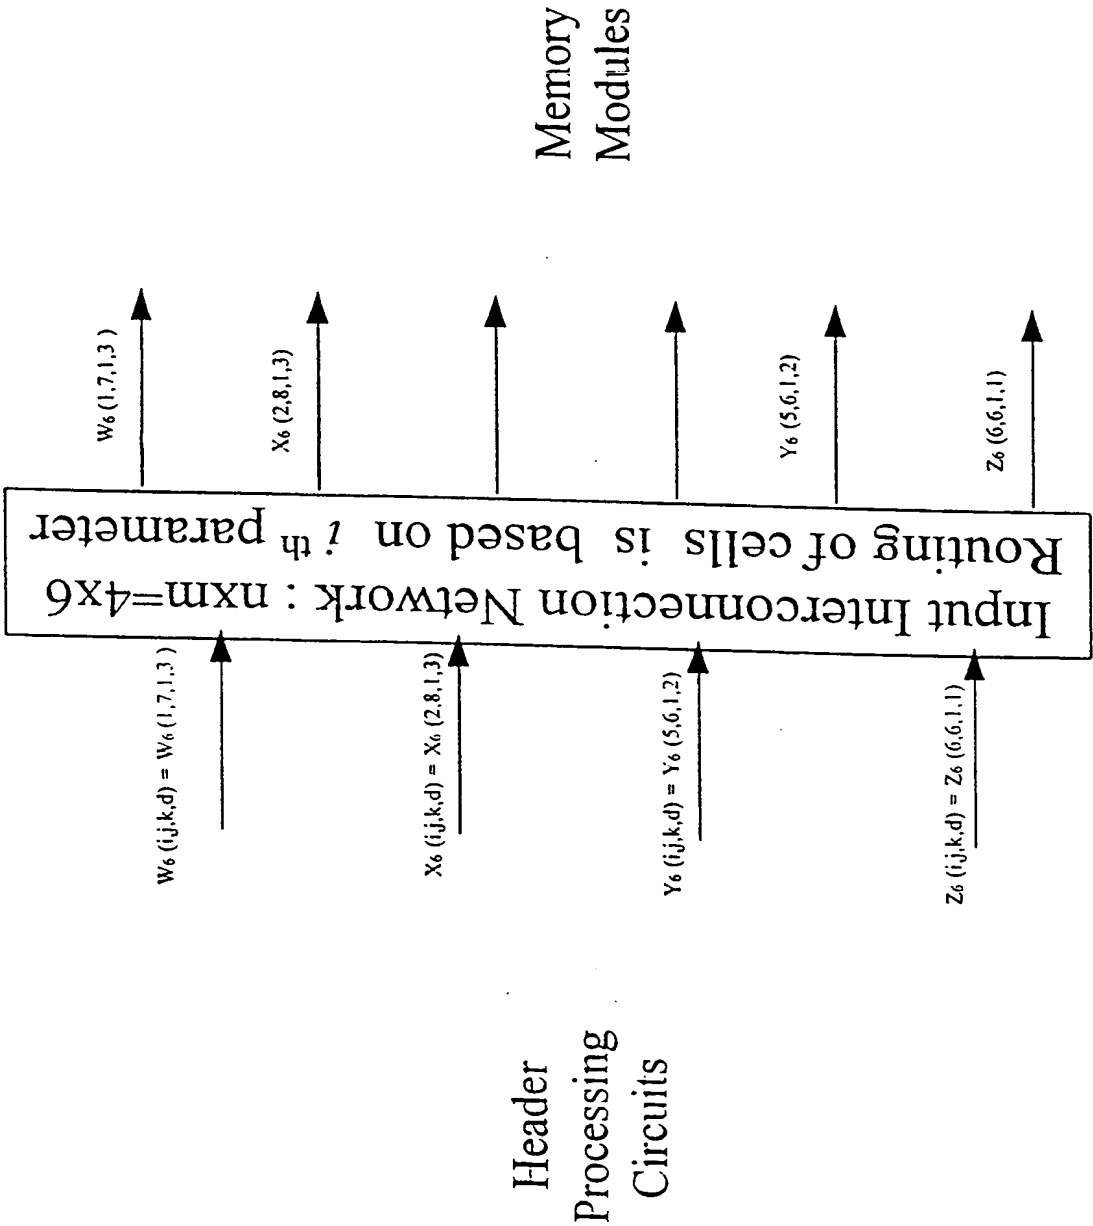 Header
Processing
Circuits
W6 (i,j,k,d) = W6 (1,7,1,3 )
X6 (i,j,k,d) = X6 (2,8,1,3)
Y6 (i,j,k,d) = Y6 (5,6,1,2)
Z6 (i,j,k,d) = Z6 (6,6,1,1)
Input Interconnection Network : nxm=4x6
Routing of cells is based on i th parameter
W6 (1,7,1,3 )
X6 (2,8,1,3)
Y6 (5,6,1,2)
Z6 (6,6,1,1)
Memory
Modules